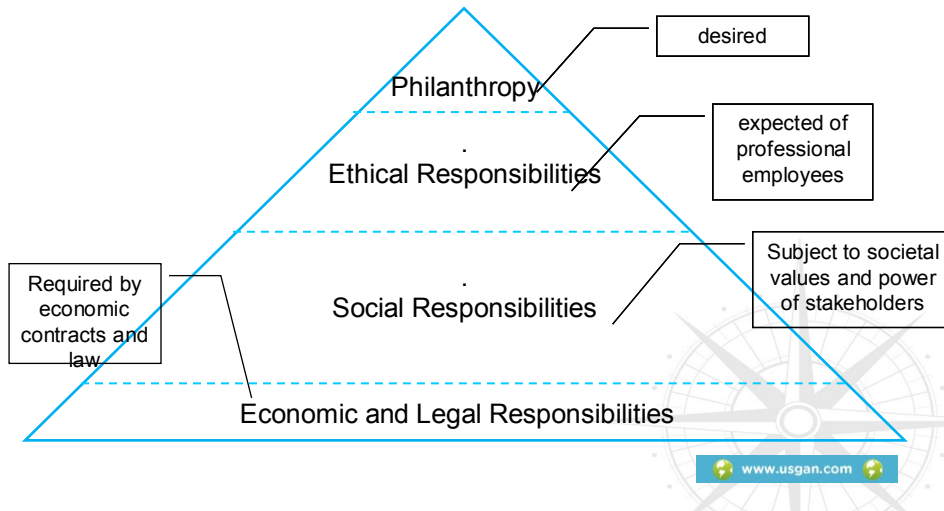 desired
Philanthropy
expected of
professional
employees
.
Ethical Responsibilities
Subject to societal
values and power
of stakeholders
Required by
economic
contracts and
law
.
Social Responsibilities
Economic and Legal Responsibilities
www.usgan.com